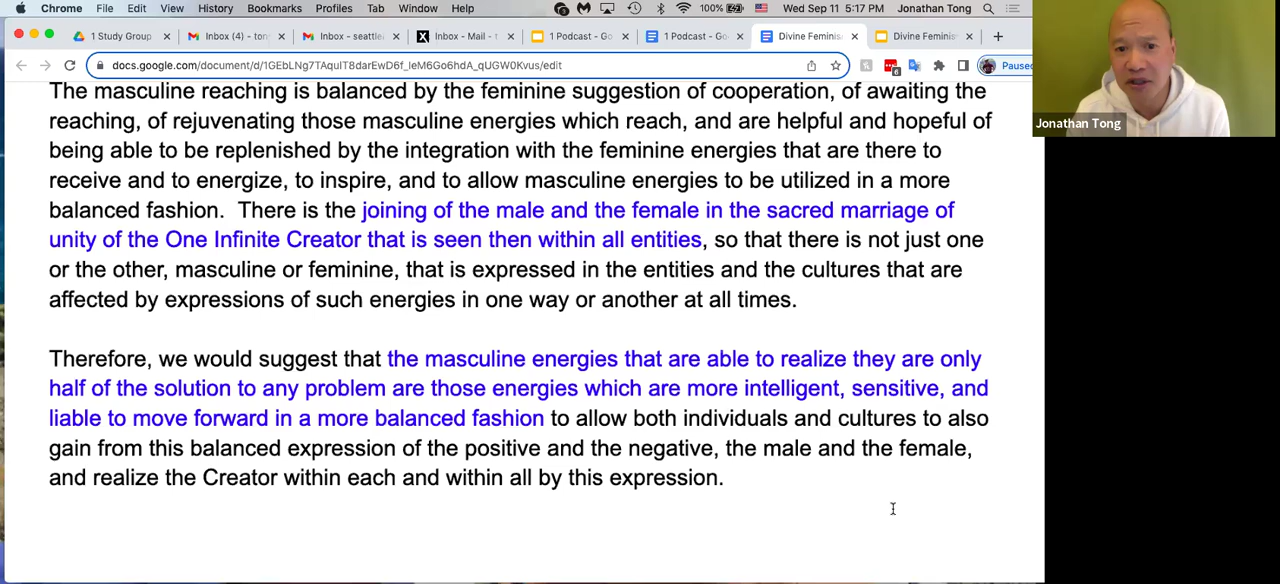 Chrome File Edit View History Bookmarks Profiles Tab Window Help 100% Wed Sep 11 5:17 PM Jonathan Tong
1 Study Group Inbox (4) - ton Inbox - seattle Inbox - Mail - t 1 Podcast - Go 1 Podcast - Go Divine Feminis Divine Feminis
docs.google.com/document/d/1GEbLNg7TAqulT8darEwD6f_leM6Go6hdA_qUGW0Kvus/edit Paused
The masculine reaching is balanced by the feminine suggestion of cooperation, of awaiting the
reaching, of rejuvenating those masculine energies which reach, and are helpful and hopeful of
being able to be replenished by the integration with the feminine energies that are there to
receive and to energize, to inspire, and to allow masculine energies to be utilized in a more
balanced fashion. There is the joining of the male and the female in the sacred marriage of
unity of the One Infinite Creator that is seen then within all entities, so that there is not just one
or the other, masculine or feminine, that is expressed in the entities and the cultures that are
affected by expressions of such energies in one way or another at all times.
Therefore, we would suggest that the masculine energies that are able to realize they are only
half of the solution to any problem are those energies which are more intelligent, sensitive, and
liable to move forward in a more balanced fashion to allow both individuals and cultures to also
gain from this balanced expression of the positive and the negative, the male and the female,
and realize the Creator within each and within all by this expression.
Jonathan Tong